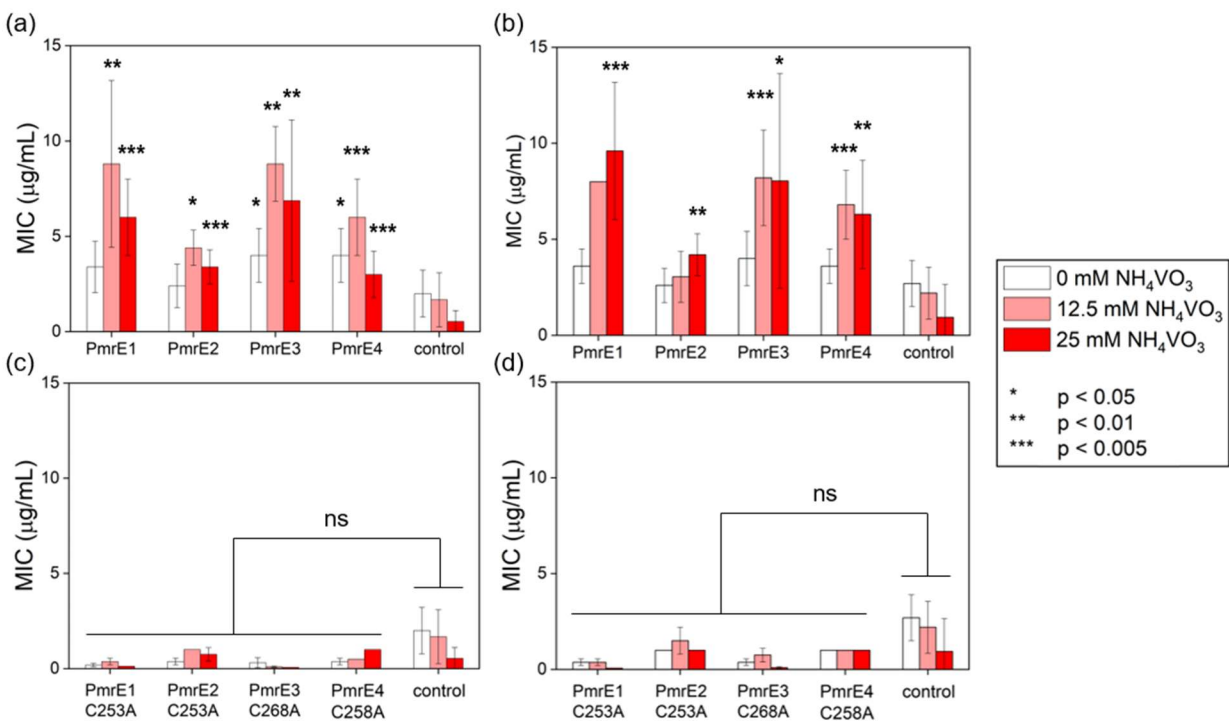 (a)
15
**
**
**
***
***
10
*
***
*
*
***
5
0
MIC (μg/mL)
PmrE1 PmrE2 PmrE3 PmrE4 control
(b)
15
***
*
***
**
***
10
**
5
0
MIC (μg/mL)
PmrE1 PmrE2 PmrE3 PmrE4 control
(c)
15
10
ns
5
0
MIC (μg/mL)
PmrE1 PmrE2 PmrE3 PmrE4 control
C253A C253A C268A C258A
(d)
15
10
ns
5
0
MIC (μg/mL)
PmrE1 PmrE2 PmrE3 PmrE4 control
C253A C253A C268A C258A
0 mM NH₄VO₃
12.5 mM NH₄VO₃
25 mM NH₄VO₃
* p < 0.05
** p < 0.01
*** p < 0.005